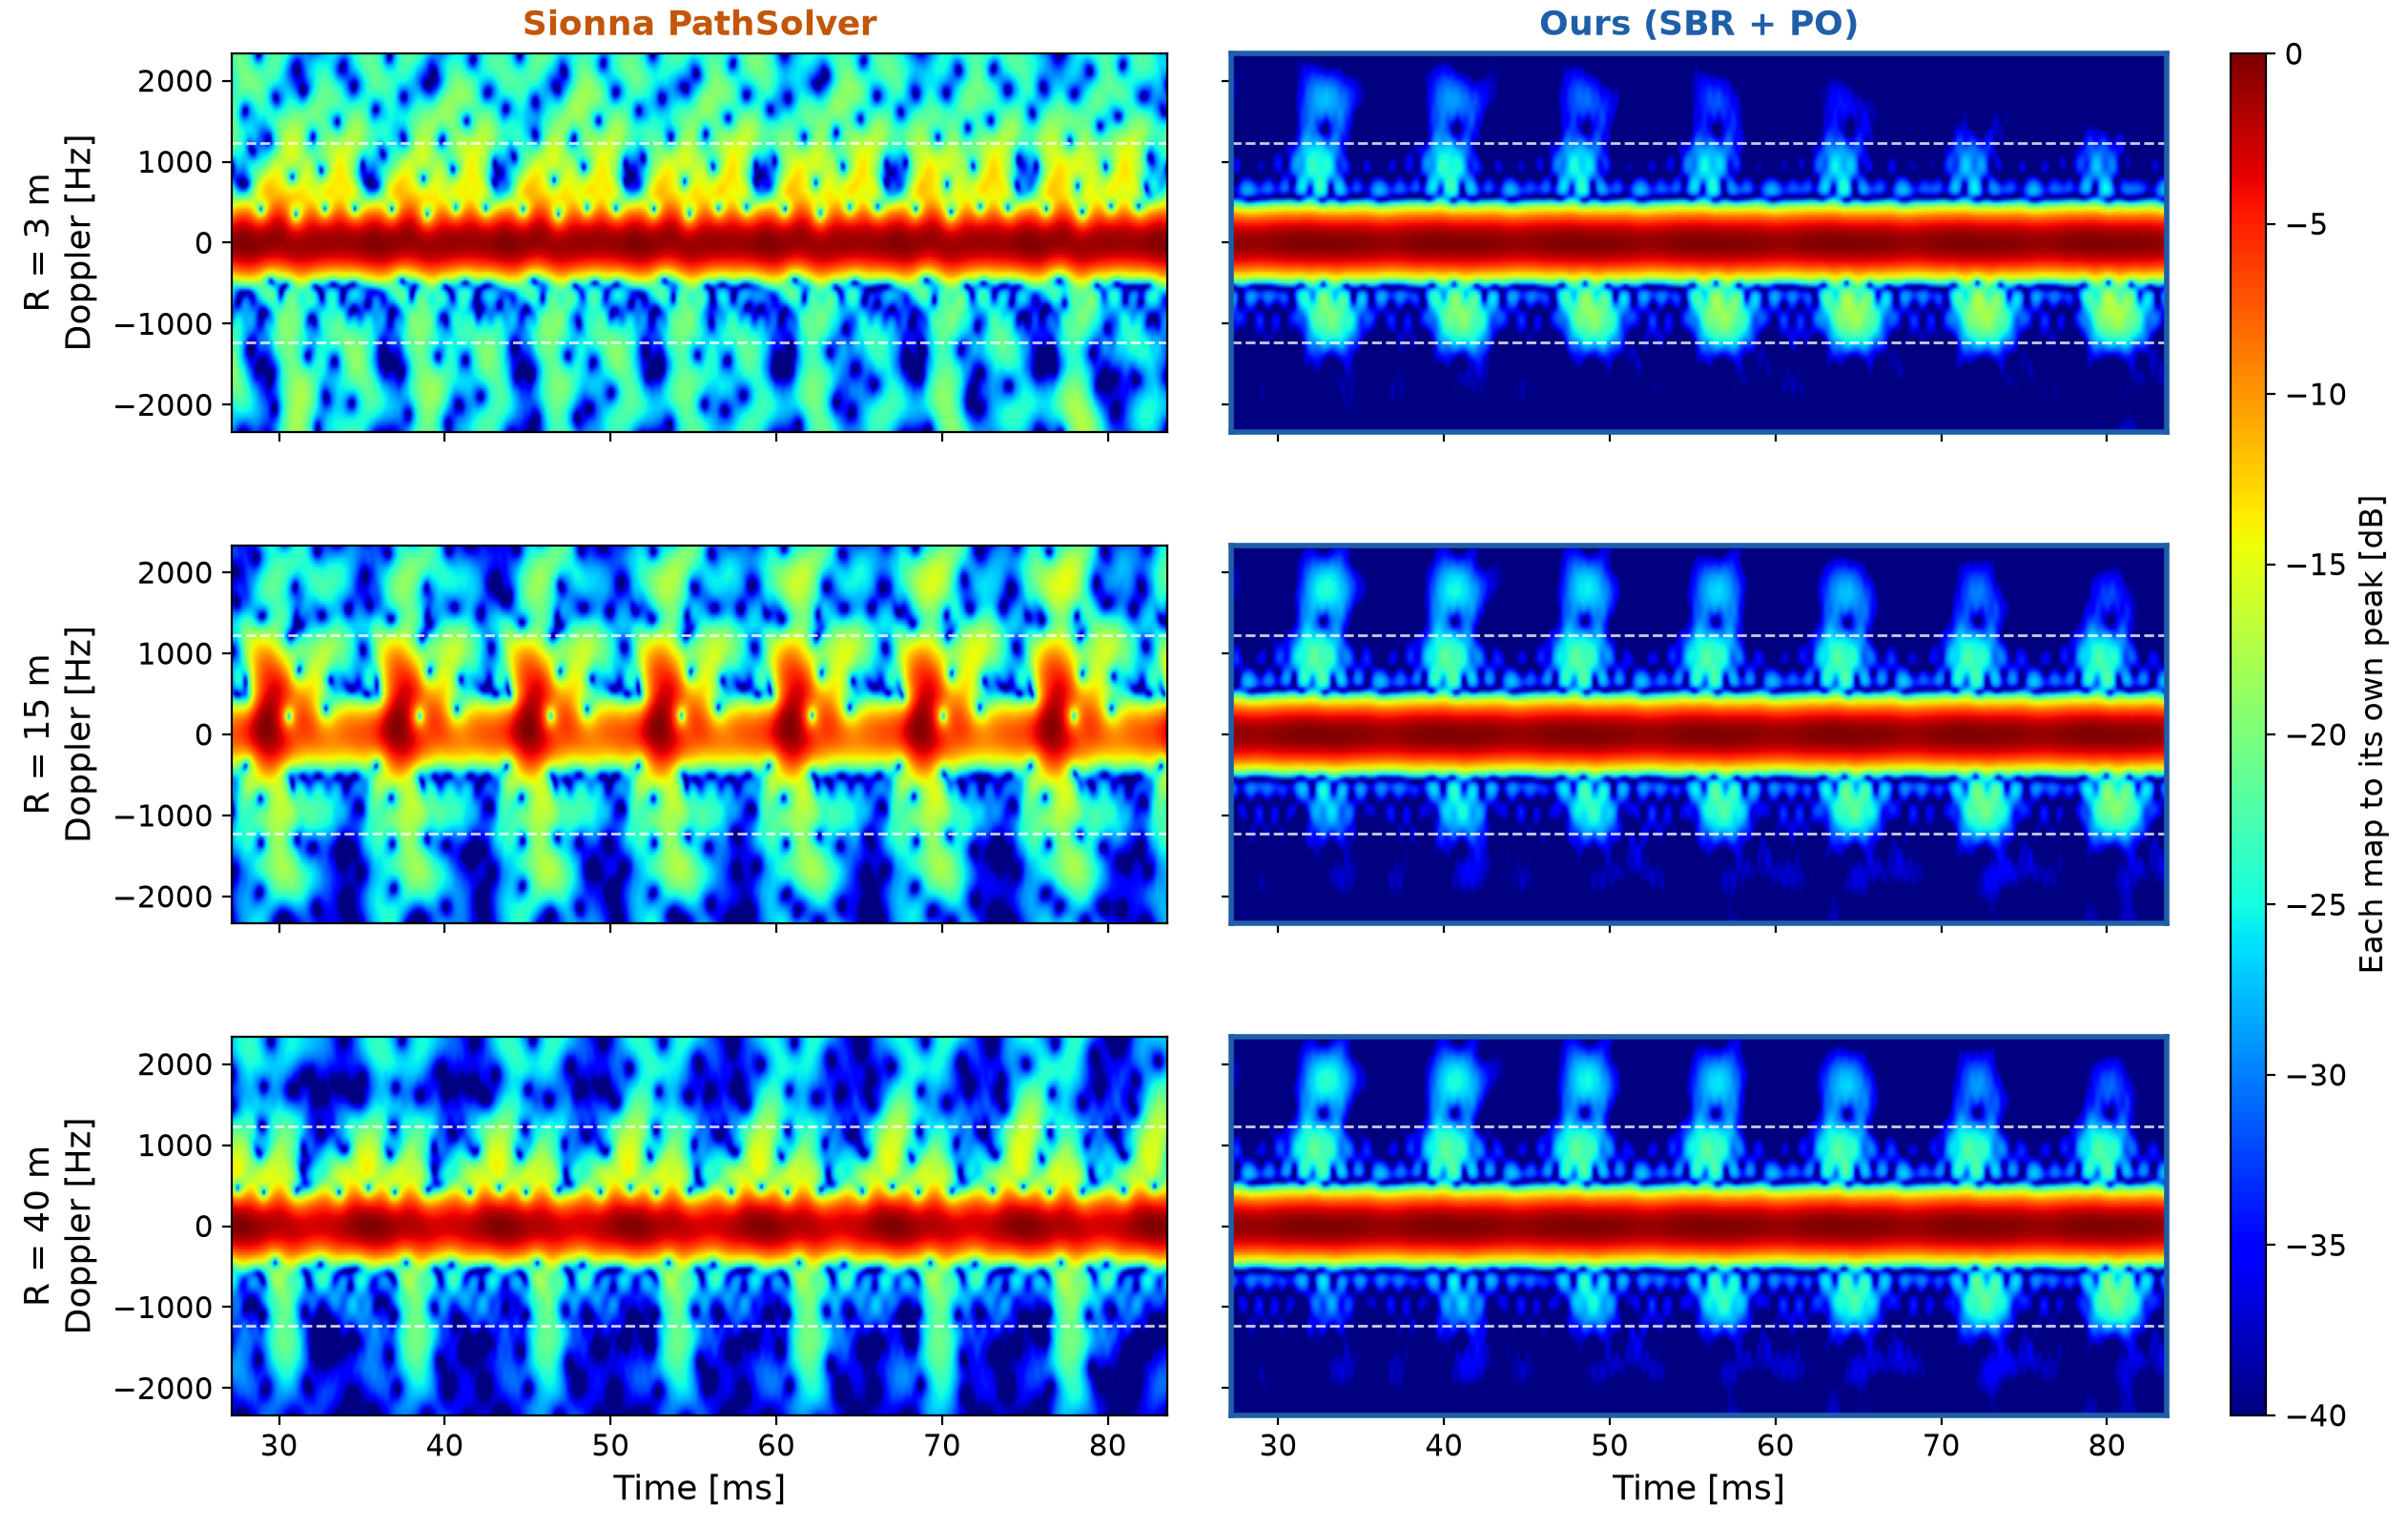 Sionna PathSolver
Ours (SBR + PO)
R = 3 m
Doppler [Hz]
2000
1000
0
−1000
−2000
R = 15 m
Doppler [Hz]
2000
1000
0
−1000
−2000
R = 40 m
Doppler [Hz]
2000
1000
0
−1000
−2000
30 40 50 60 70 80
Time [ms]
30 40 50 60 70 80
Time [ms]
0
−5
−10
−15
−20
−25
−30
−35
−40
Each map to its own peak [dB]